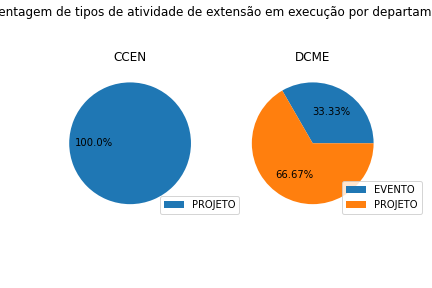 entagem de tipos de atividade de extensão em execução por departam
CCEN
DCME
100.0%
33.33%
66.67%
PROJETO
EVENTO
PROJETO